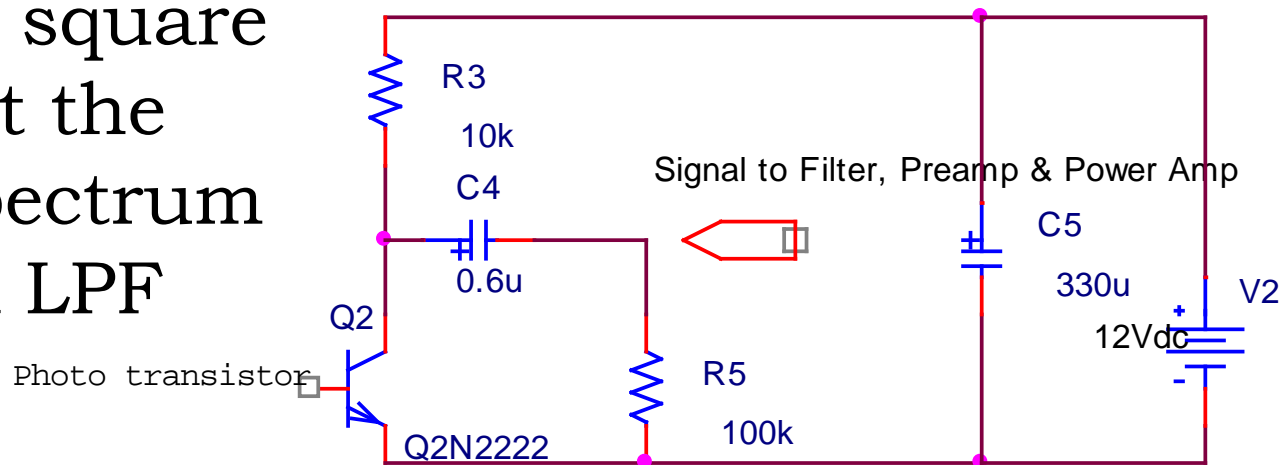 square
t the
pectrum
LPF
R3
10k
C4
0.6u
Signal to Filter, Preamp & Power Amp
C5
330u
V2
12Vdc
Q2
Photo transistor
Q2N2222
R5
100k